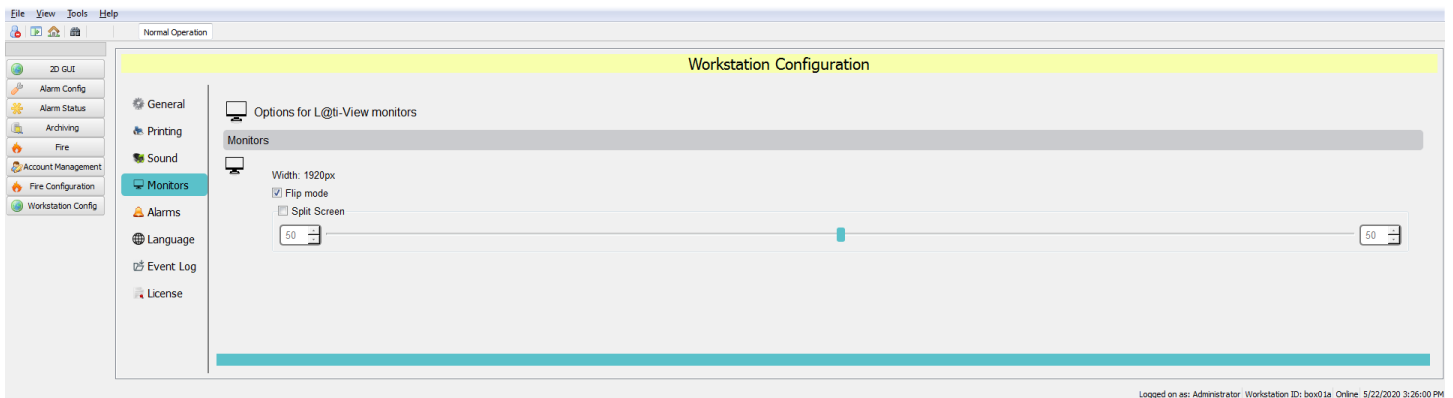 File View Tools Help
Normal Operation
Workstation Configuration
2D GUI
Alarm Config
Alarm Status
Archiving
Fire
Account Management
Fire Configuration
Workstation Config
General
Printing
Sound
Monitors
Alarms
Language
Event Log
License
Options for L@ti-View monitors
Monitors
Width: 1920px
Flip mode
Split Screen
50 50
Logged on as: Administrator Workstation ID: box01a Online 5/22/2020 3:26:00 PM